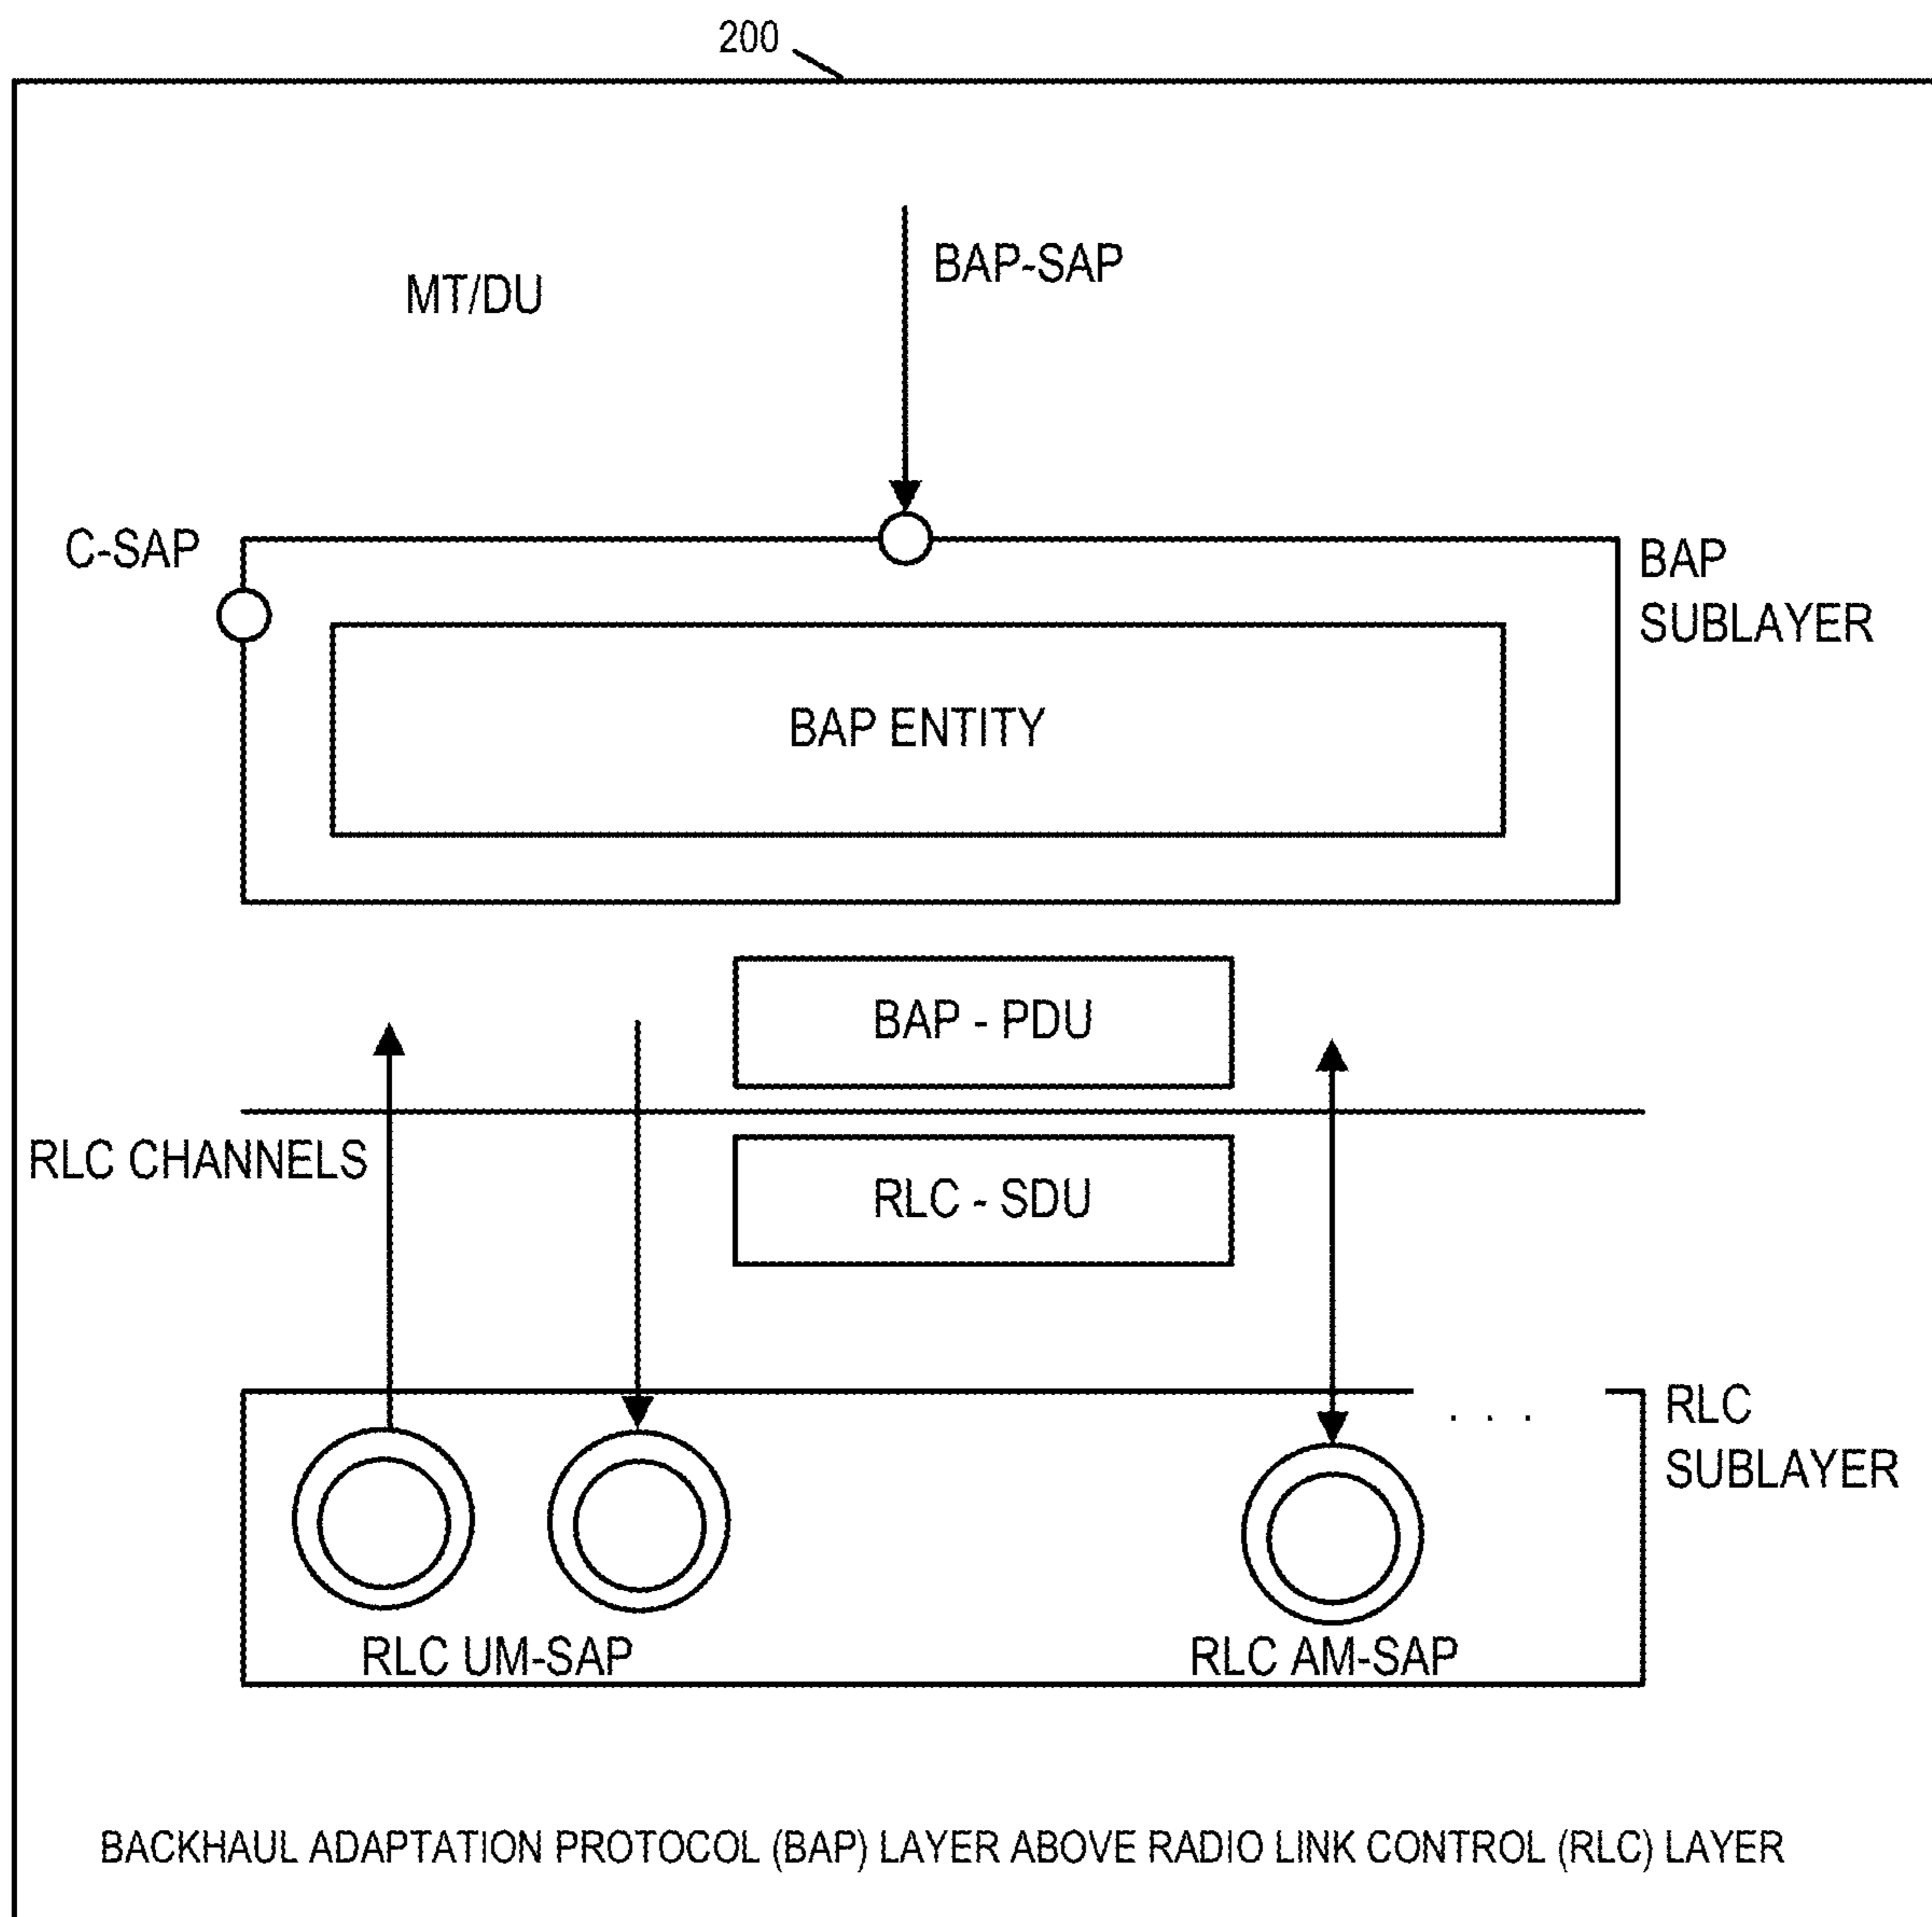 200
MT/DU
BAP-SAP
C-SAP
BAP
SUBLAYER
BAP ENTITY
BAP - PDU
RLC CHANNELS
RLC - SDU
. . .
RLC
SUBLAYER
RLC UM-SAP
RLC AM-SAP
BACKHAUL ADAPTATION PROTOCOL (BAP) LAYER ABOVE RADIO LINK CONTROL (RLC) LAYER